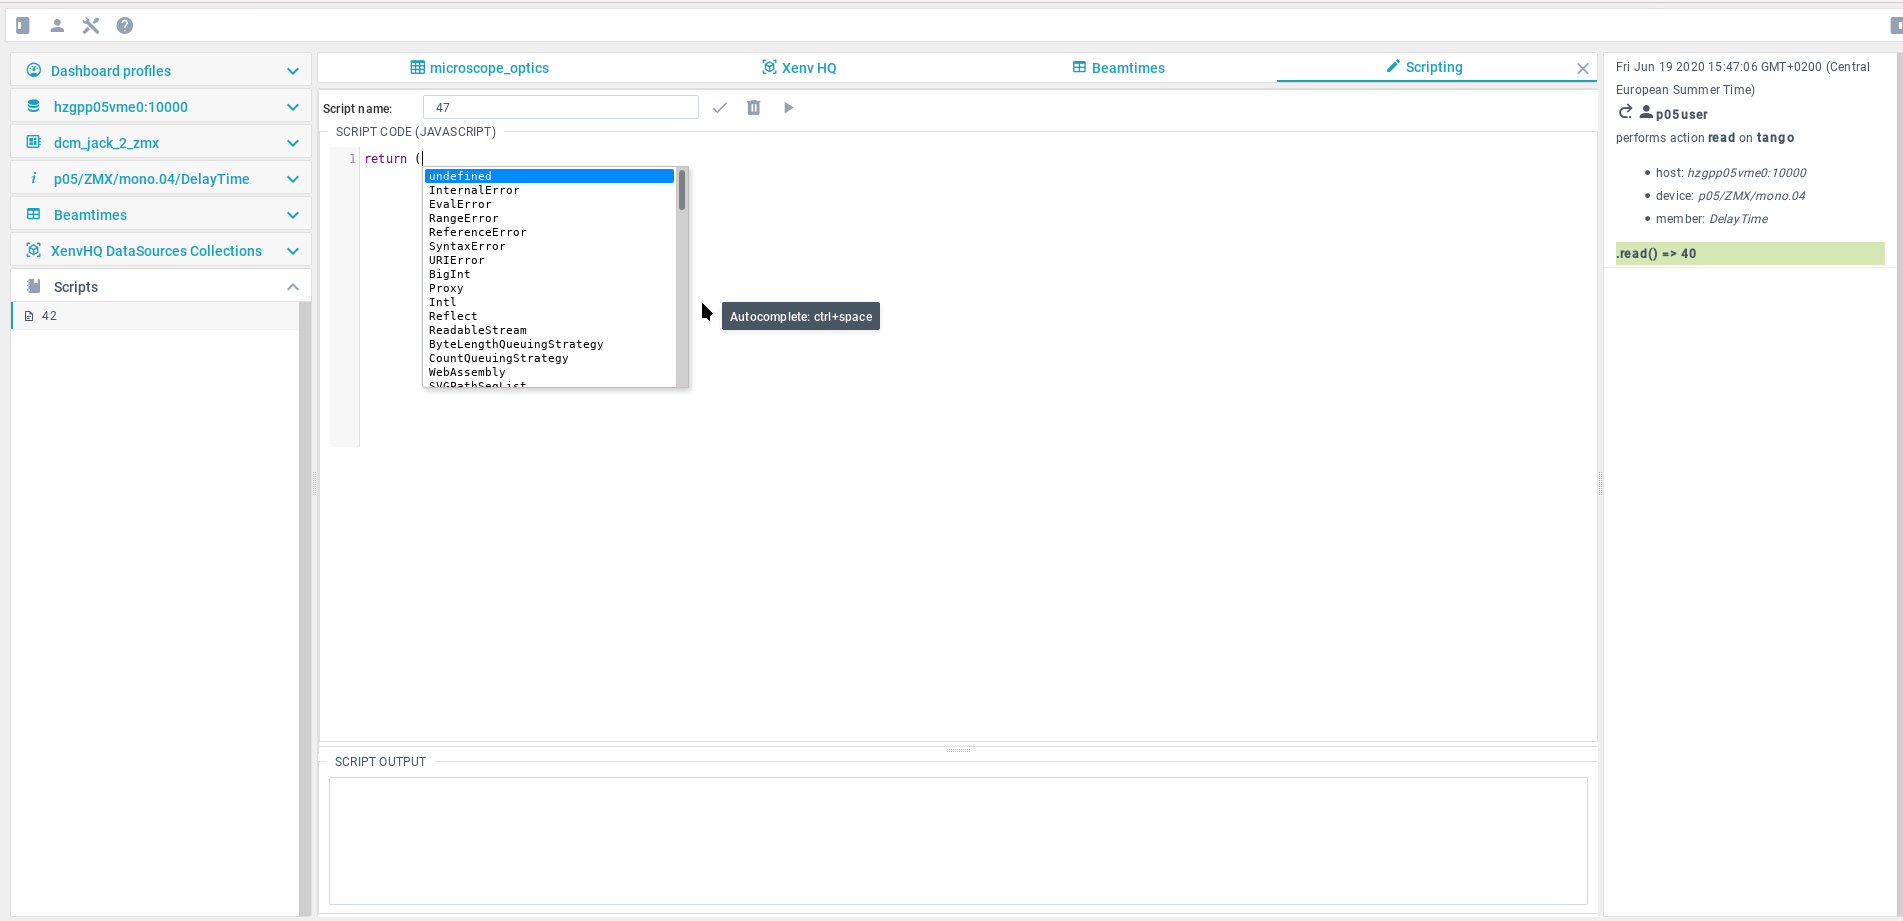 Dashboard profiles
hzgpp05vme0:10000
dcm_jack_2_zmx
p05/ZMX/mono.04/DelayTime
Beamtimes
XenvHQ DataSources Collections
Scripts
42
microscope_optics
Xenv HQ
Beamtimes
Scripting
Script name:
47
SCRIPT CODE (JAVASCRIPT)
1
return (
undefined
InternalError
EvalError
RangeError
ReferenceError
SyntaxError
URIError
BigInt
Proxy
Intl
Reflect
ReadableStream
ByteLengthQueuingStrategy
CountQueuingStrategy
WebAssembly
SVGPathSegList
Autocomplete: ctrl+space
SCRIPT OUTPUT
Fri Jun 19 2020 15:47:06 GMT+0200 (Central
European Summer Time)
p05user
performs action read on tango
• host: hzgpp05vme0:10000
• device: p05/ZMX/mono.04
• member: DelayTime
.read() => 40